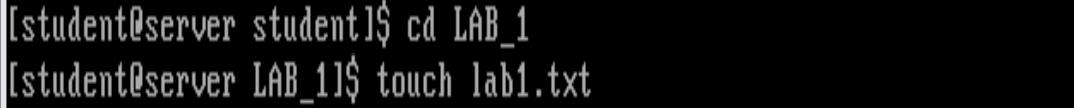 [student@server student]$ cd LAB_1
[student@server LAB_1]$ touch lab1.txt